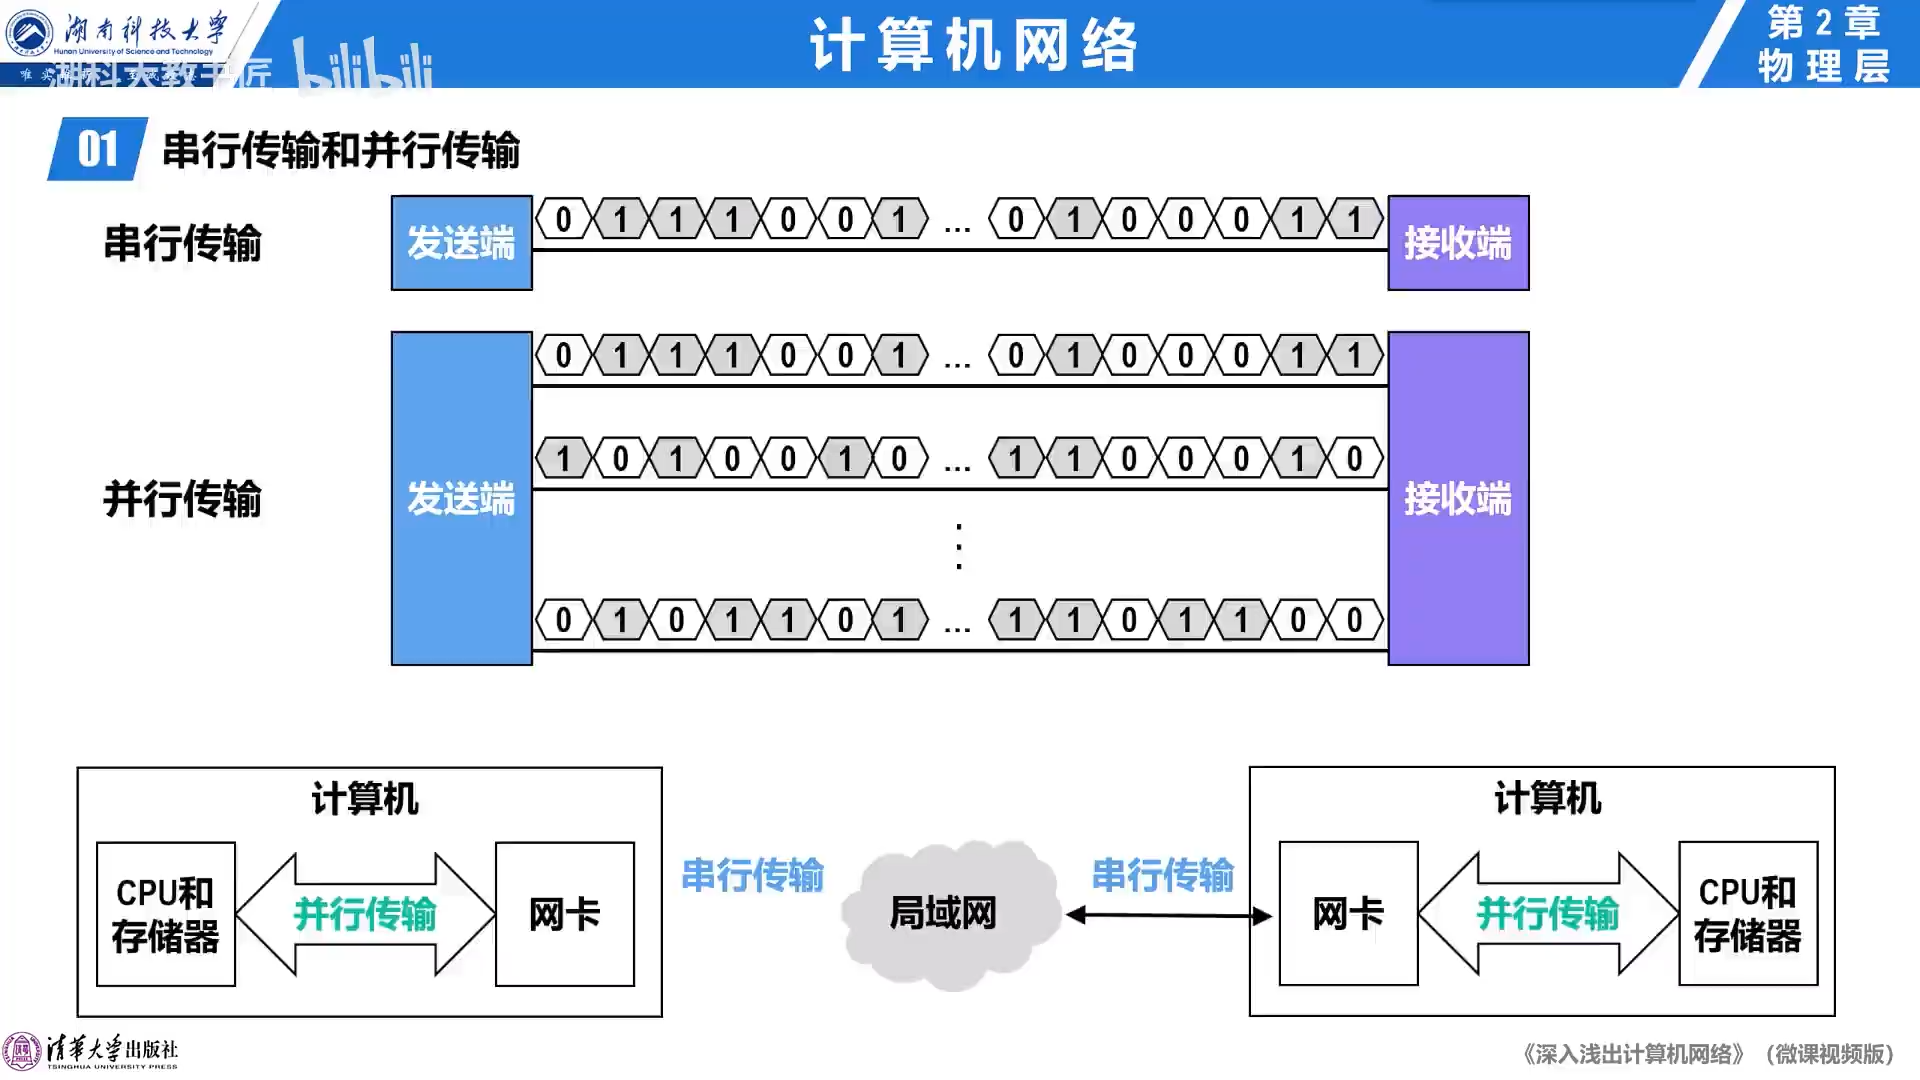 湖南科技大学
Hunan University of Science and Technology
湖科大教书匠 bilibili
计算机网络
第2章
物理层
01 串行传输和并行传输
串行传输 发送端 0 1 1 1 0 0 1 ... 0 1 0 0 0 1 1 接收端
0 1 1 1 0 0 1 ... 0 1 0 0 0 1 1
1 0 1 0 0 1 0 ... 1 1 0 0 0 1 0
并行传输 发送端 接收端
0 1 0 1 1 0 1 ... 1 1 0 1 1 0 0
计算机
CPU和
存储器
并行传输
网卡
串行传输
局域网
串行传输
计算机
网卡
并行传输
CPU和
存储器
清华大学出版社
TSINGHUA UNIVERSITY PRESS
《深入浅出计算机网络》（微课视频版）